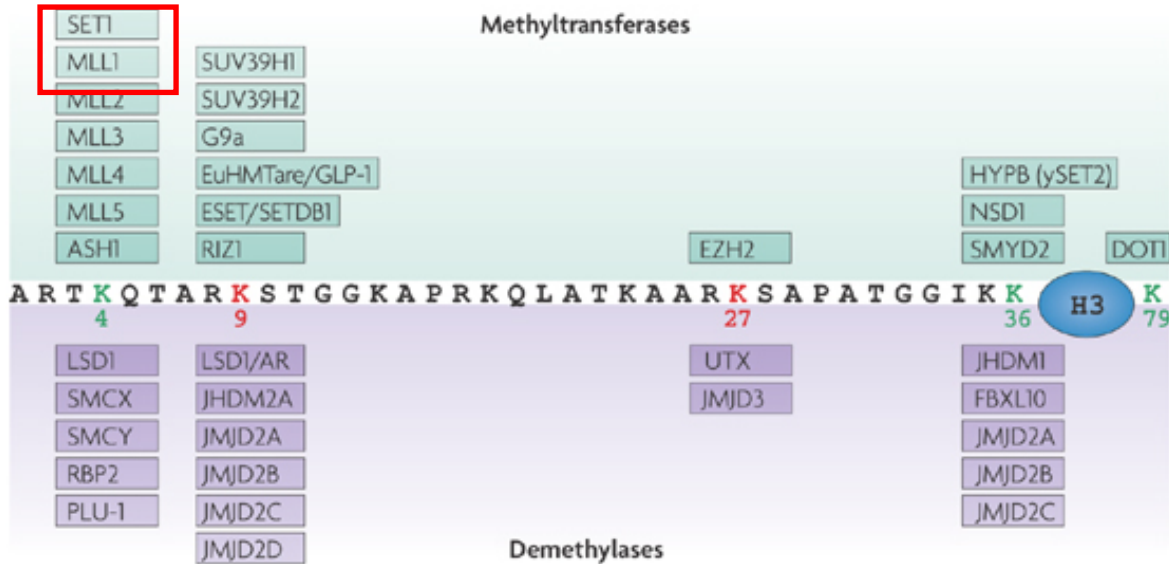 SET1 Methyltransferases
MLL1 SUV39H1
MLL2 SUV39H2
MLL3 G9a
MLL4 EuHMTare/GLP-1 HYPB (ySET2)
MLL5 ESET/SETDB1 NSD1
ASH1 RIZ1 EZH2 SMYD2 DOT1
A R T K Q T A R K S T G G K A P R K Q L A T K A A R K S A P A T G G I K K H3 K
4 9 27 36 79
LSD1 LSD1/AR UTX JHDM1
SMCX JHDM2A JMJD3 FBXL10
SMCY JMJD2A JMJD2A
RBP2 JMJD2B JMJD2B
PLU-1 JMJD2C JMJD2C
JMJD2D Demethylases